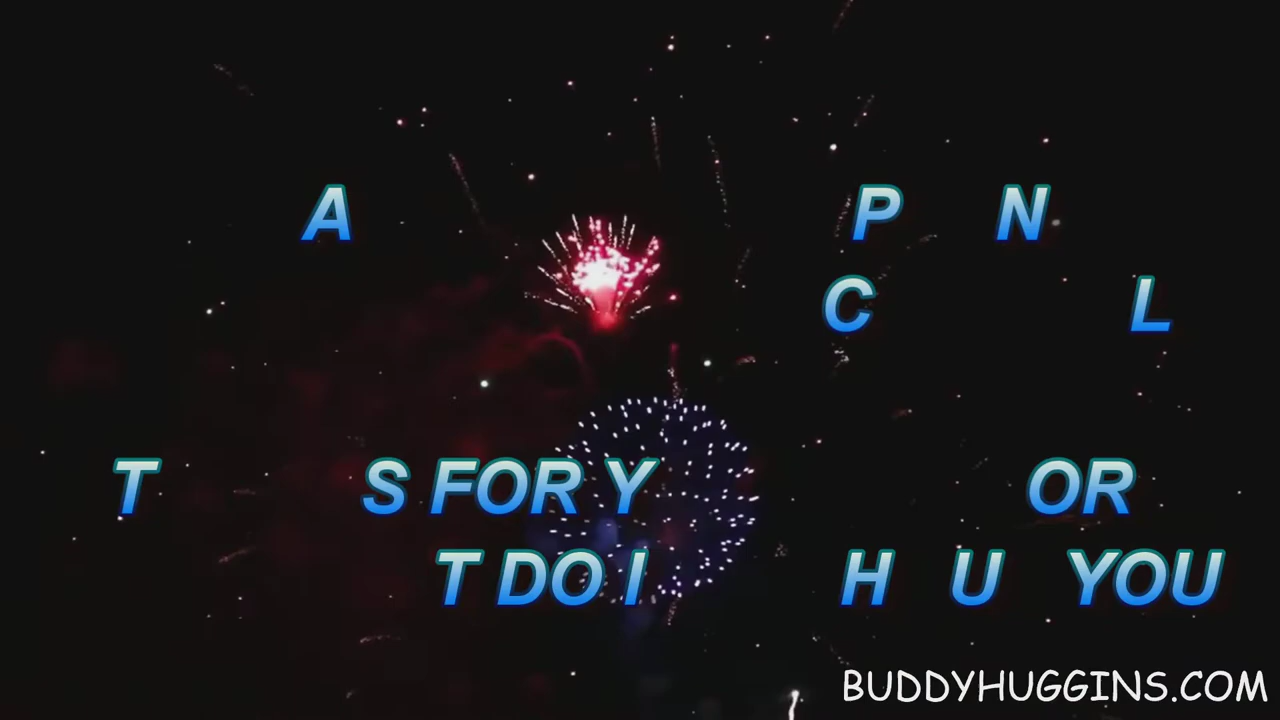 A P N
C L
T S FOR Y OR
T DO I H U YOU
BUDDYHUGGINS.COM